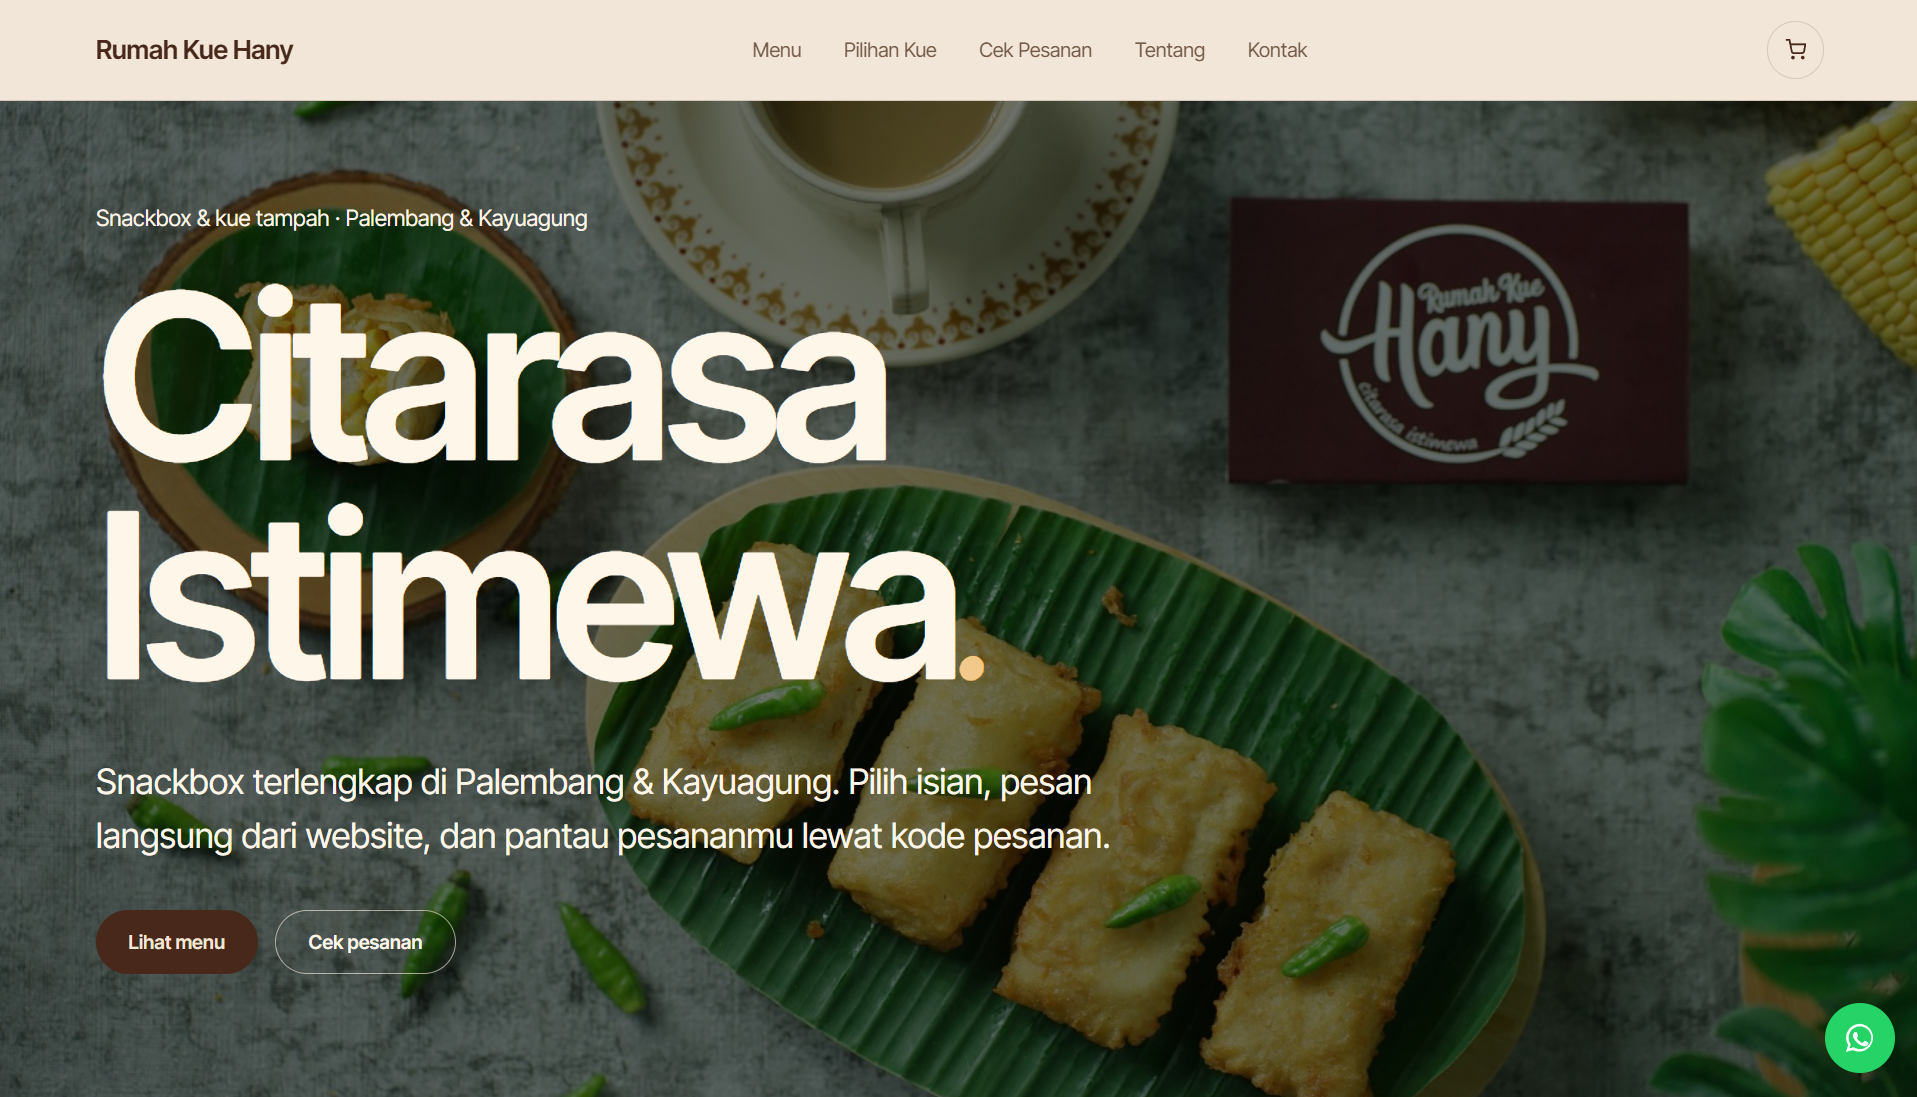 Rumah Kue Hany
Menu
Pilihan Kue
Cek Pesanan
Tentang
Kontak
Snackbox & kue tampah · Palembang & Kayuagung
Citarasa
Istimewa.
Rumah Kue
Hany
citarasa istimewa
Snackbox terlengkap di Palembang & Kayuagung. Pilih isian, pesan
langsung dari website, dan pantau pesananmu lewat kode pesanan.
Lihat menu
Cek pesanan